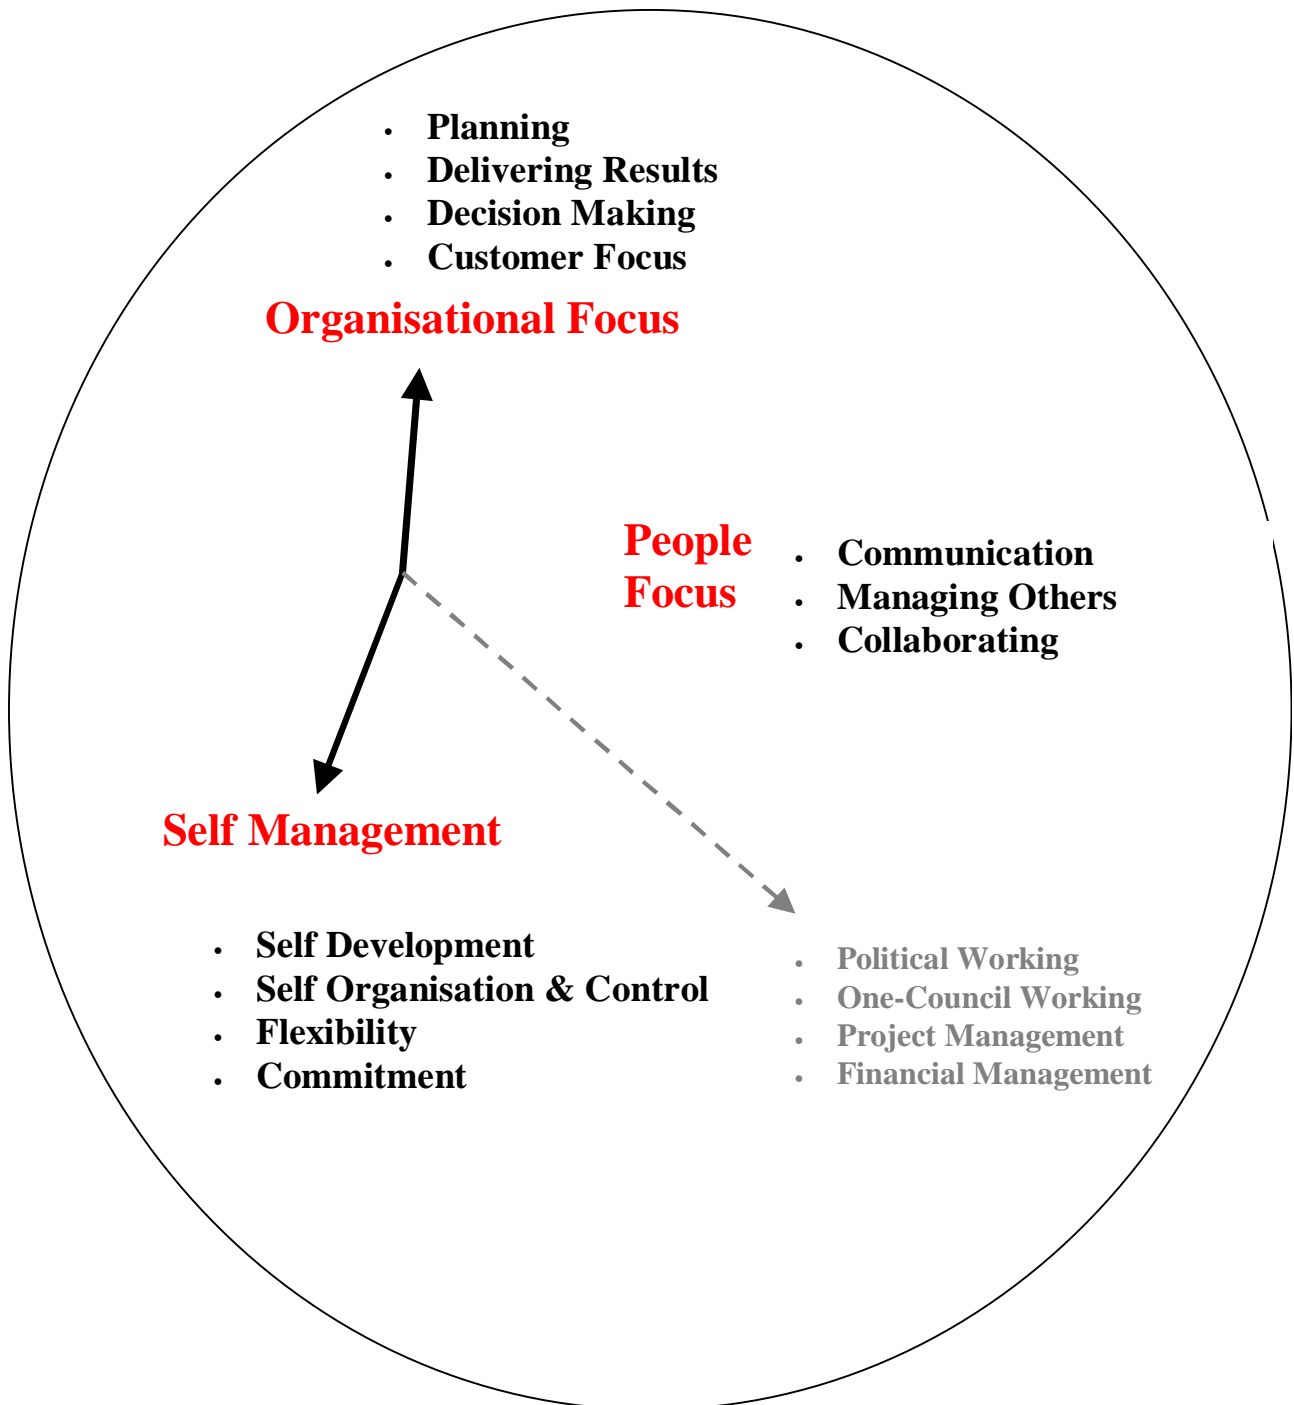 • Planning
• Delivering Results
• Decision Making
• Customer Focus
Organisational Focus
People
Focus
• Communication
• Managing Others
• Collaborating
Self Management
• Self Development
• Self Organisation & Control
• Flexibility
• Commitment
• Political Working
• One-Council Working
• Project Management
• Financial Management